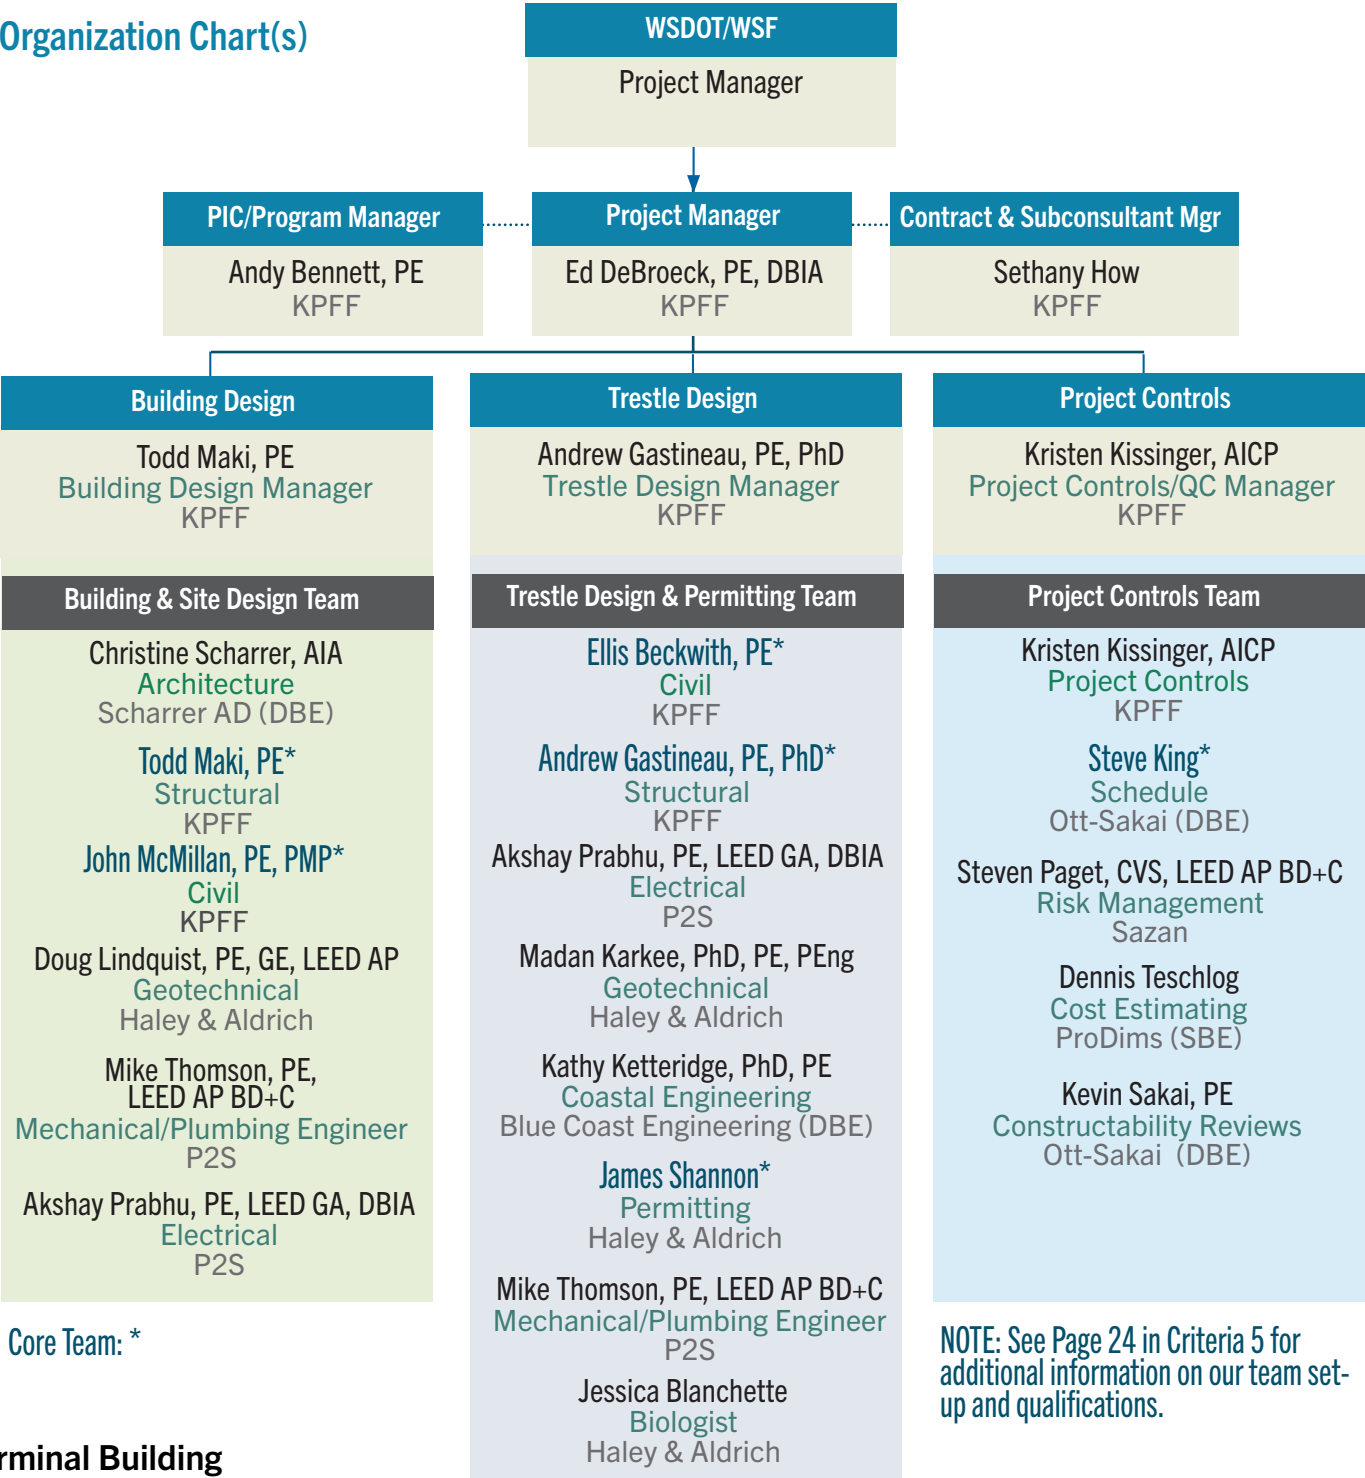 Organization Chart(s)
WSDOT/WSF
Project Manager
PIC/Program Manager
Andy Bennett, PE
KPFF
Project Manager
Ed DeBroeck, PE, DBIA
KPFF
Contract & Subconsultant Mgr
Sethany How
KPFF
Building Design
Todd Maki, PE
Building Design Manager
KPFF
Building & Site Design Team
Christine Scharrer, AIA
Architecture
Scharrer AD (DBE)
Todd Maki, PE*
Structural
KPFF
John McMillan, PE, PMP*
Civil
KPFF
Doug Lindquist, PE, GE, LEED AP
Geotechnical
Haley & Aldrich
Mike Thomson, PE,
LEED AP BD+C
Mechanical/Plumbing Engineer
P2S
Akshay Prabhu, PE, LEED GA, DBIA
Electrical
P2S
Core Team: *
Trestle Design
Andrew Gastineau, PE, PhD
Trestle Design Manager
KPFF
Trestle Design & Permitting Team
Ellis Beckwith, PE*
Civil
KPFF
Andrew Gastineau, PE, PhD*
Structural
KPFF
Akshay Prabhu, PE, LEED GA, DBIA
Electrical
P2S
Madan Karkee, PhD, PE, PEng
Geotechnical
Haley & Aldrich
Kathy Ketteridge, PhD, PE
Coastal Engineering
Blue Coast Engineering (DBE)
James Shannon*
Permitting
Haley & Aldrich
Mike Thomson, PE, LEED AP BD+C
Mechanical/Plumbing Engineer
P2S
Jessica Blanchette
Biologist
Haley & Aldrich
Project Controls
Kristen Kissinger, AICP
Project Controls/QC Manager
KPFF
Project Controls Team
Kristen Kissinger, AICP
Project Controls
KPFF
Steve King*
Schedule
Ott-Sakai (DBE)
Steven Paget, CVS, LEED AP BD+C
Risk Management
Sazan
Dennis Teschlog
Cost Estimating
ProDims (SBE)
Kevin Sakai, PE
Constructability Reviews
Ott-Sakai (DBE)
NOTE: See Page 24 in Criteria 5 for
additional information on our team set-
up and qualifications.
rminal Building